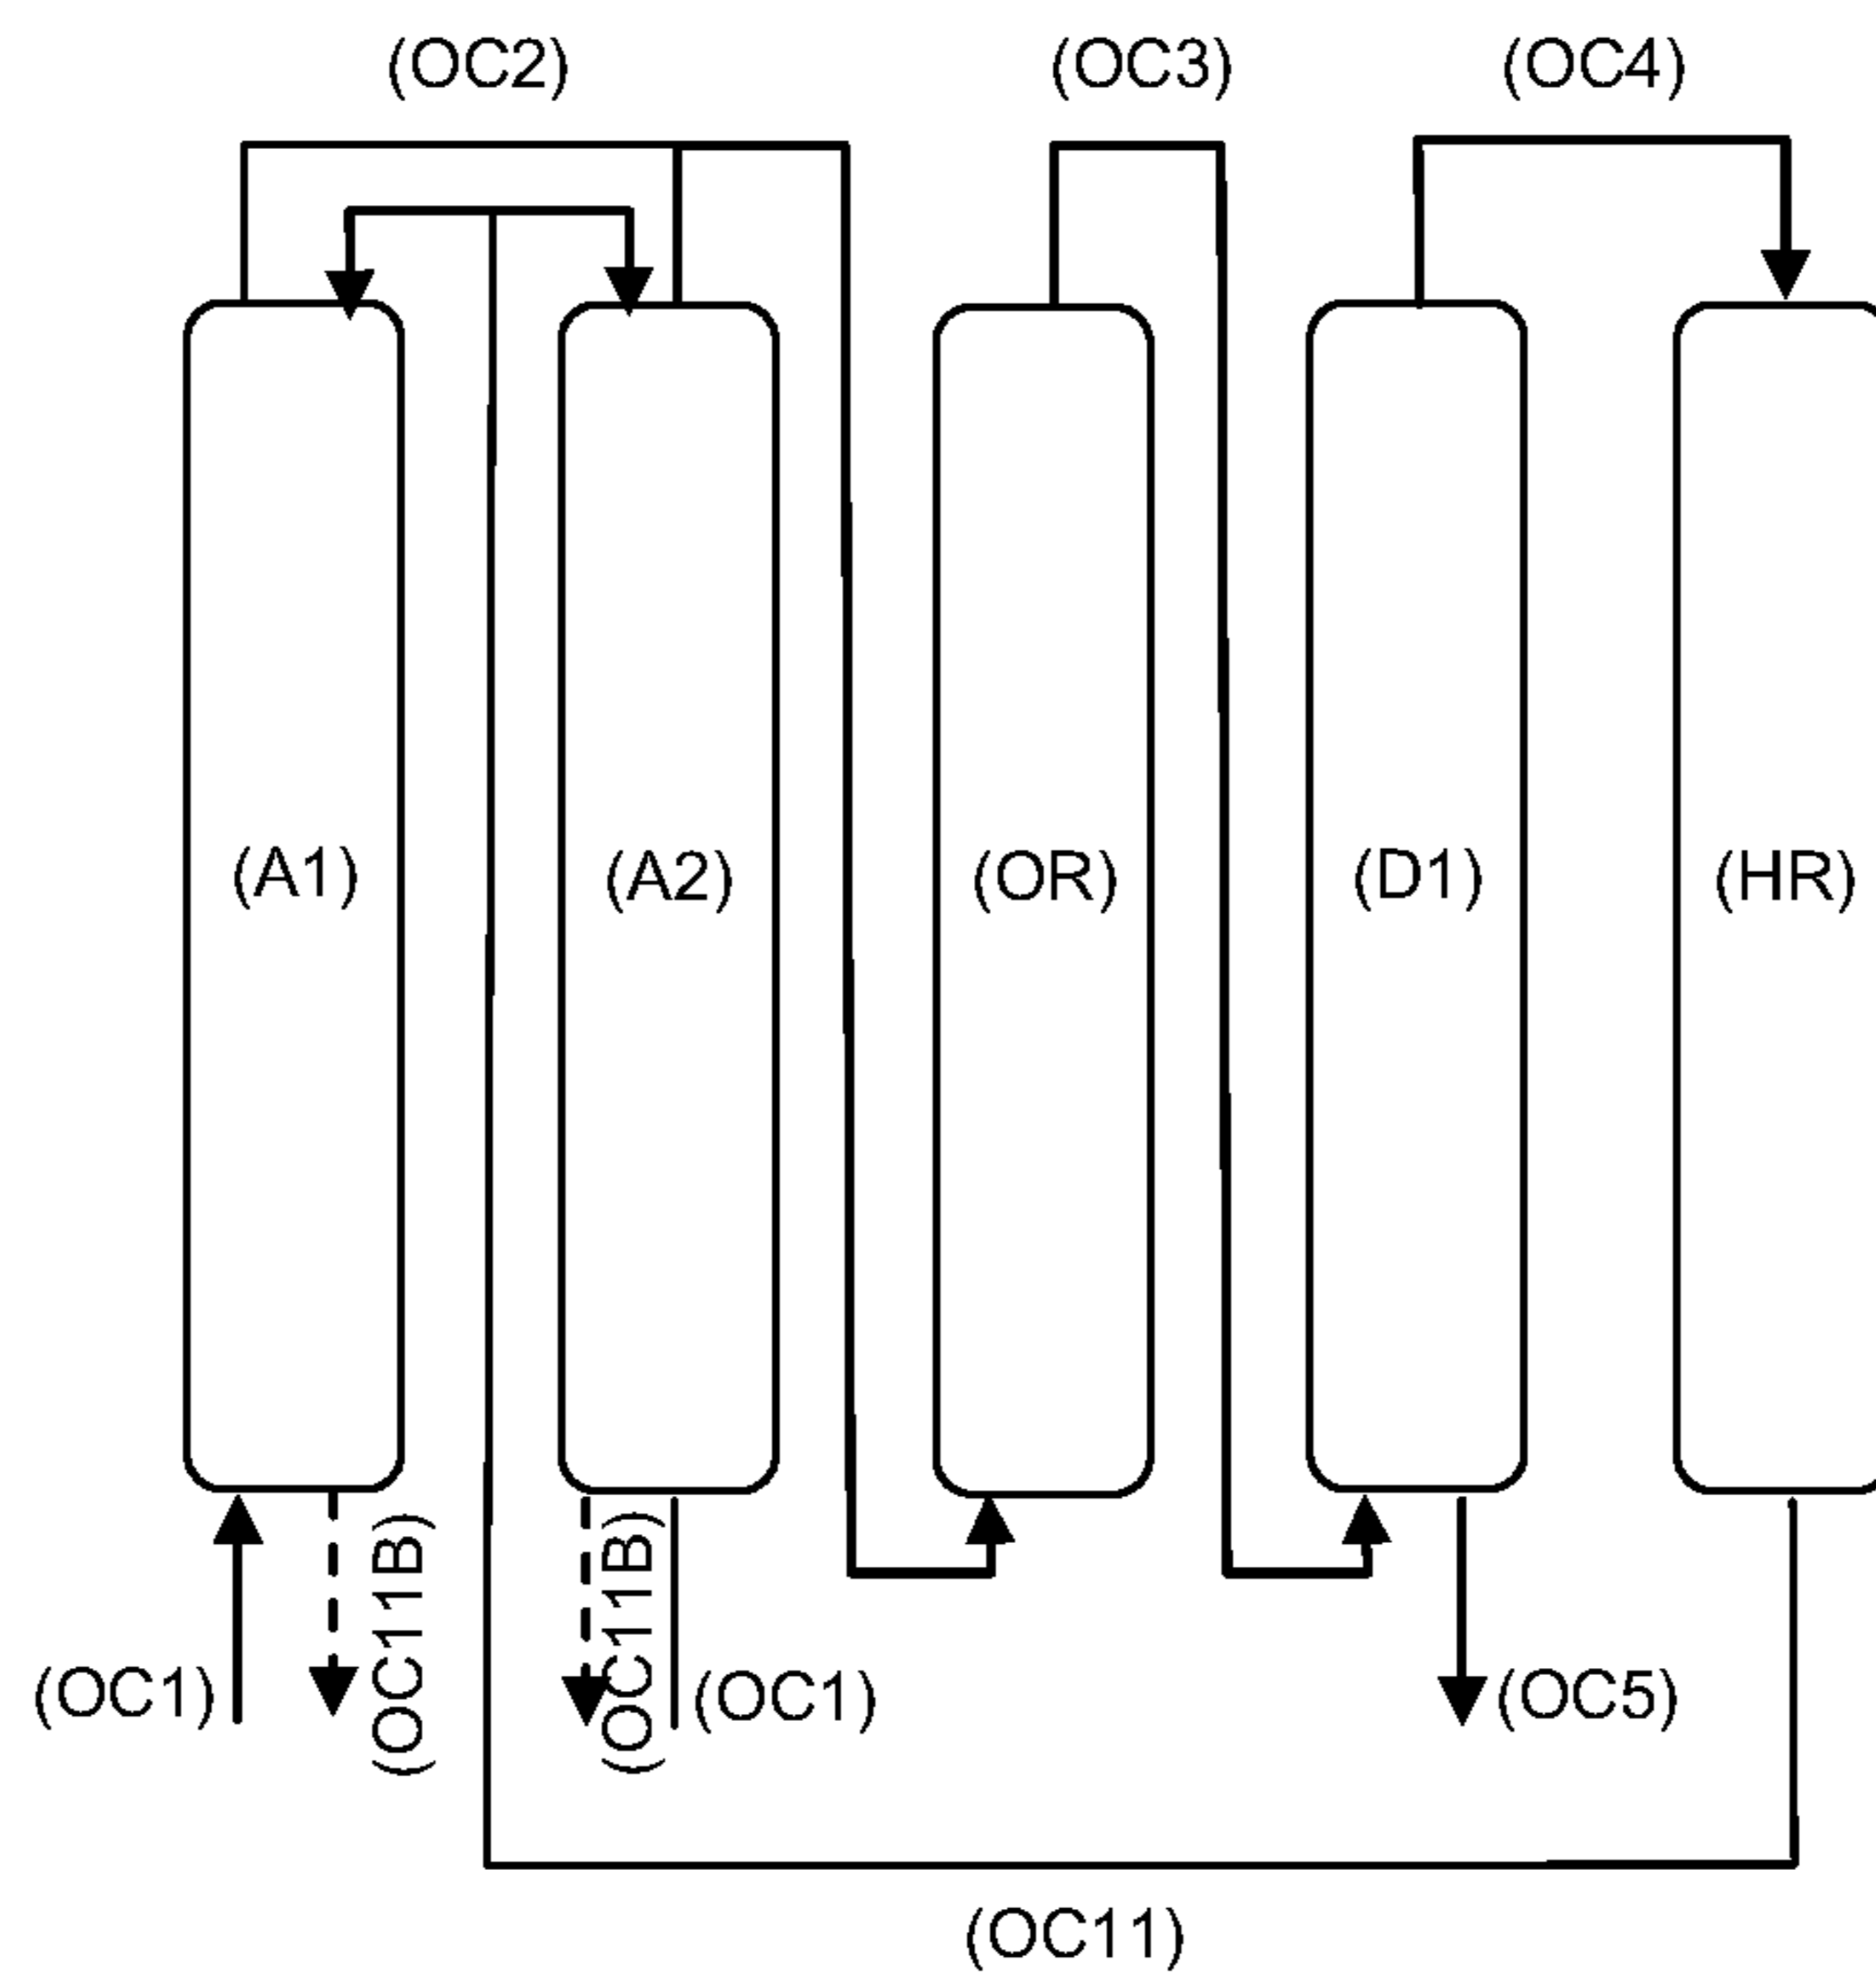 (OC2)
(OC3)
(OC4)
(A1)
(A2)
(OR)
(D1)
(HR)
(OC1)
(OC11B)
(OC11B)
(OC1)
(OC5)
(OC11)